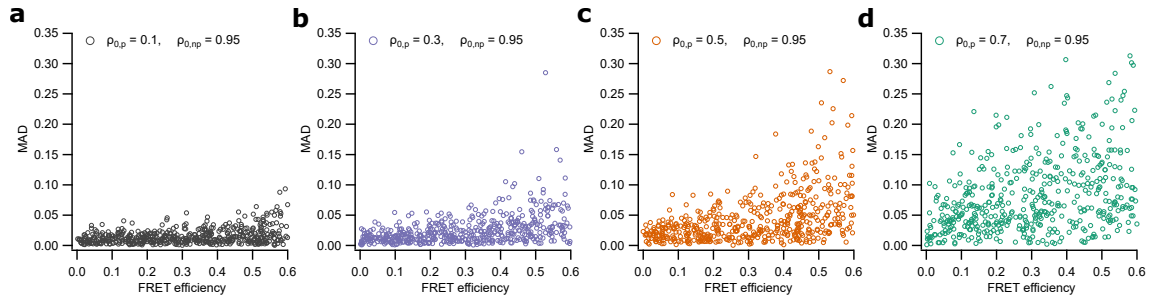 a
ρ0,p = 0.1, ρ0,np = 0.95
0.35
0.30
0.25
0.20
0.15
0.10
0.05
0.00
MAD
0.0 0.1 0.2 0.3 0.4 0.5 0.6
FRET efficiency
b
ρ0,p = 0.3, ρ0,np = 0.95
0.35
0.30
0.25
0.20
0.15
0.10
0.05
0.00
MAD
0.0 0.1 0.2 0.3 0.4 0.5 0.6
FRET efficiency
c
ρ0,p = 0.5, ρ0,np = 0.95
0.35
0.30
0.25
0.20
0.15
0.10
0.05
0.00
MAD
0.0 0.1 0.2 0.3 0.4 0.5 0.6
FRET efficiency
d
ρ0,p = 0.7, ρ0,np = 0.95
0.35
0.30
0.25
0.20
0.15
0.10
0.05
0.00
MAD
0.0 0.1 0.2 0.3 0.4 0.5 0.6
FRET efficiency